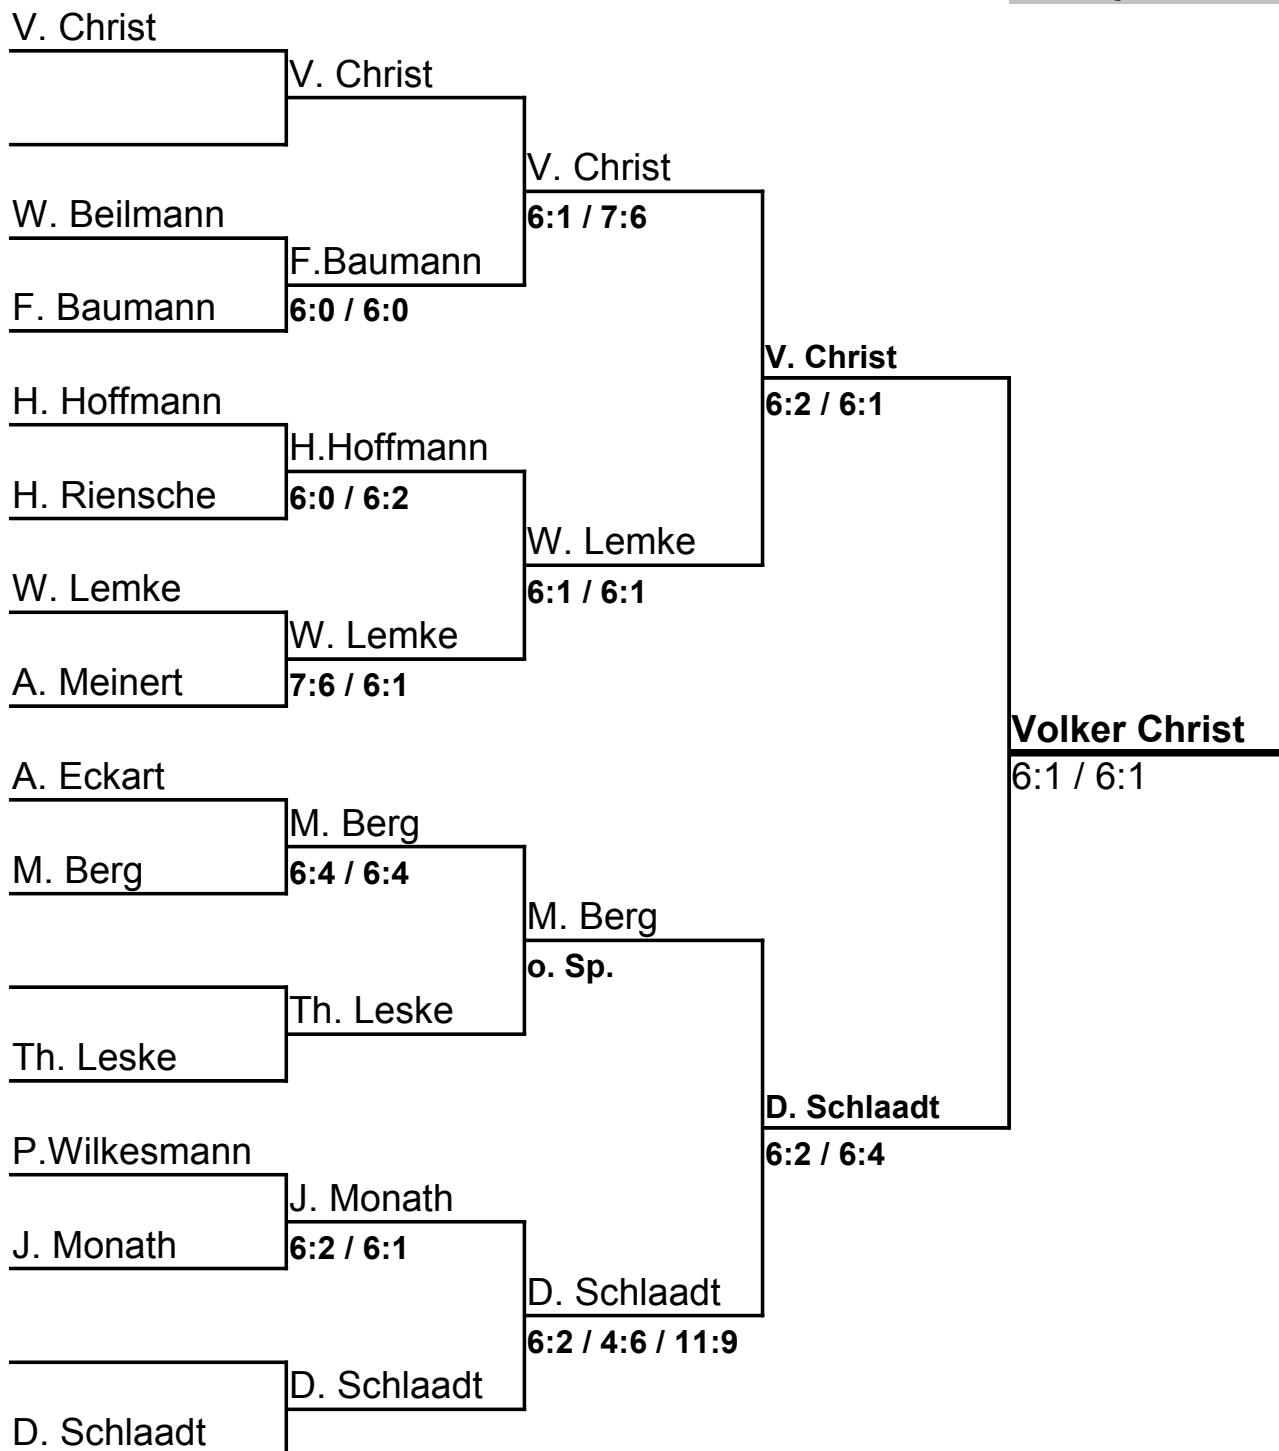 V. Christ
V. Christ
V. Christ
W. Beilmann
6:1 / 7:6
F.Baumann
F. Baumann
6:0 / 6:0
V. Christ
H. Hoffmann
6:2 / 6:1
H.Hoffmann
H. Riensche
6:0 / 6:2
W. Lemke
W. Lemke
6:1 / 6:1
W. Lemke
A. Meinert
7:6 / 6:1
Volker Christ
A. Eckart
6:1 / 6:1
M. Berg
M. Berg
6:4 / 6:4
M. Berg
o. Sp.
Th. Leske
Th. Leske
D. Schlaadt
P.Wilkesmann
6:2 / 6:4
J. Monath
J. Monath
6:2 / 6:1
D. Schlaadt
6:2 / 4:6 / 11:9
D. Schlaadt
D. Schlaadt